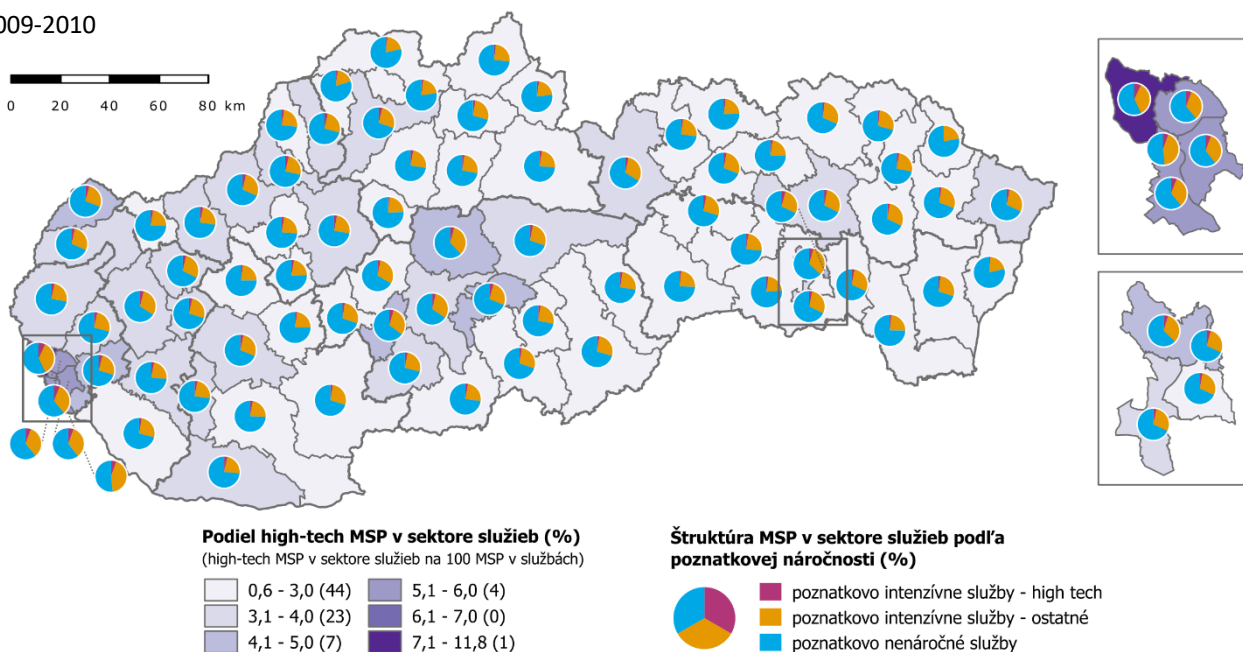 009-2010
0 20 40 60 80 km
Podiel high-tech MSP v sektore služieb (%)
(high-tech MSP v sektore služieb na 100 MSP v službách)
0,6 - 3,0 (44)
3,1 - 4,0 (23)
4,1 - 5,0 (7)
5,1 - 6,0 (4)
6,1 - 7,0 (0)
7,1 - 11,8 (1)
Štruktúra MSP v sektore služieb podľa
poznatkovej náročnosti (%)
poznatkovo intenzívne služby - high tech
poznatkovo intenzívne služby - ostatné
poznatkovo nenáročné služby